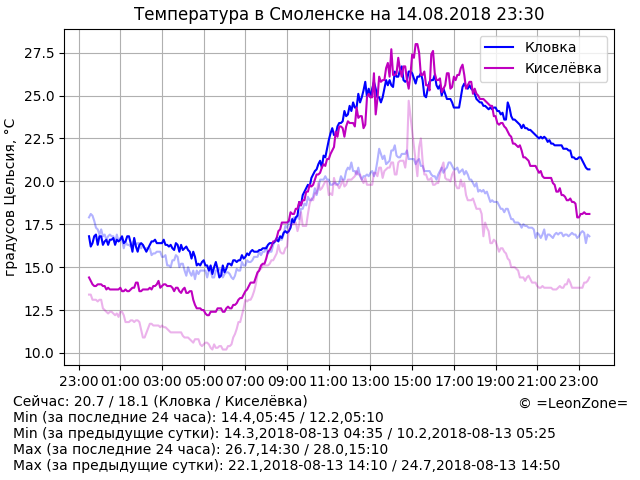 Температура в Смоленске на 14.08.2018 23:30
Кловка
Киселёвка
градусов Цельсия, °C
27.5
25.0
22.5
20.0
17.5
15.0
12.5
10.0
23:00 01:00 03:00 05:00 07:00 09:00 11:00 13:00 15:00 17:00 19:00 21:00 23:00
Сейчас: 20.7 / 18.1 (Кловка / Киселёвка)
© =LeonZone=
Min (за последние 24 часа): 14.4,05:45 / 12.2,05:10
Min (за предыдущие сутки): 14.3,2018-08-13 04:35 / 10.2,2018-08-13 05:25
Max (за последние 24 часа): 26.7,14:30 / 28.0,15:10
Max (за предыдущие сутки): 22.1,2018-08-13 14:10 / 24.7,2018-08-13 14:50